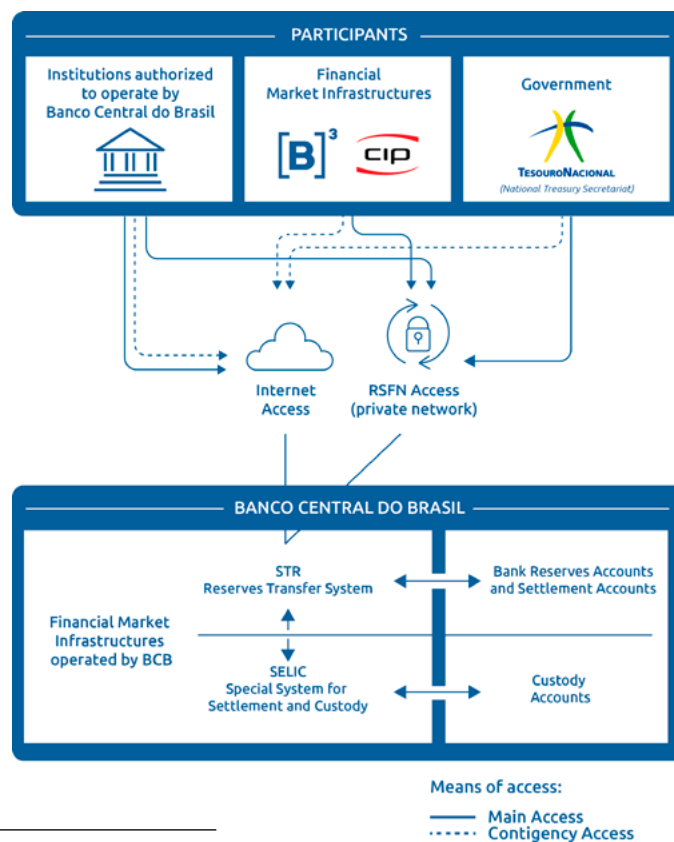 PARTICIPANTS
Institutions authorized
to operate by
Banco Central do Brasil
Financial
Market Infrastructures
[B]³
CIP
Government
TESOURONACIONAL
(National Treasury Secretariat)
Internet
Access
RSFN Access
(private network)
BANCO CENTRAL DO BRASIL
Financial Market
Infrastructures
operated by BCB
STR
Reserves Transfer System
Bank Reserves Accounts
and Settlement Accounts
SELIC
Special System for
Settlement and Custody
Custody
Accounts
Means of access:
Main Access
Contigency Access